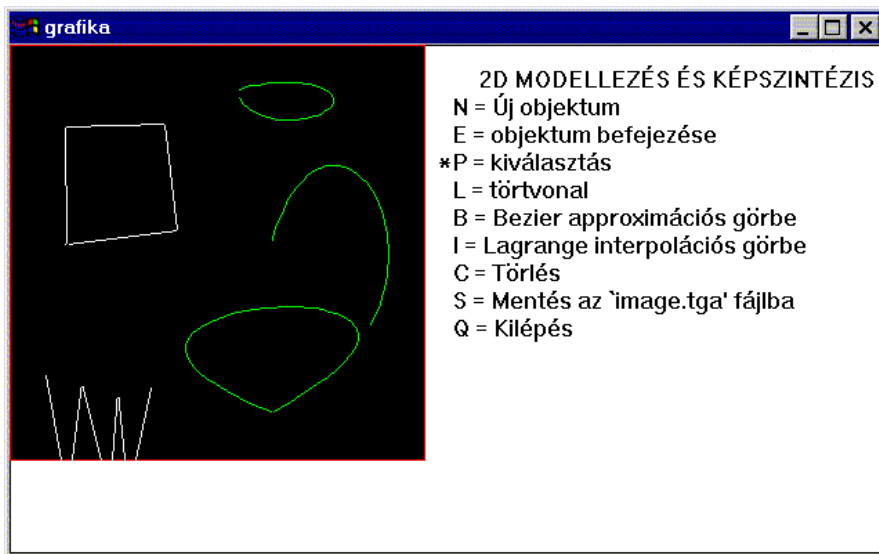 grafika
2D MODELLEZÉS ÉS KÉPSZINTÉZIS
N = Új objektum
E = objektum befejezése
*P = kiválasztás
L = törtvonal
B = Bezier approximációs görbe
I = Lagrange interpolációs görbe
C = Törlés
S = Mentés az `image.tga' fájlba
Q = Kilépés